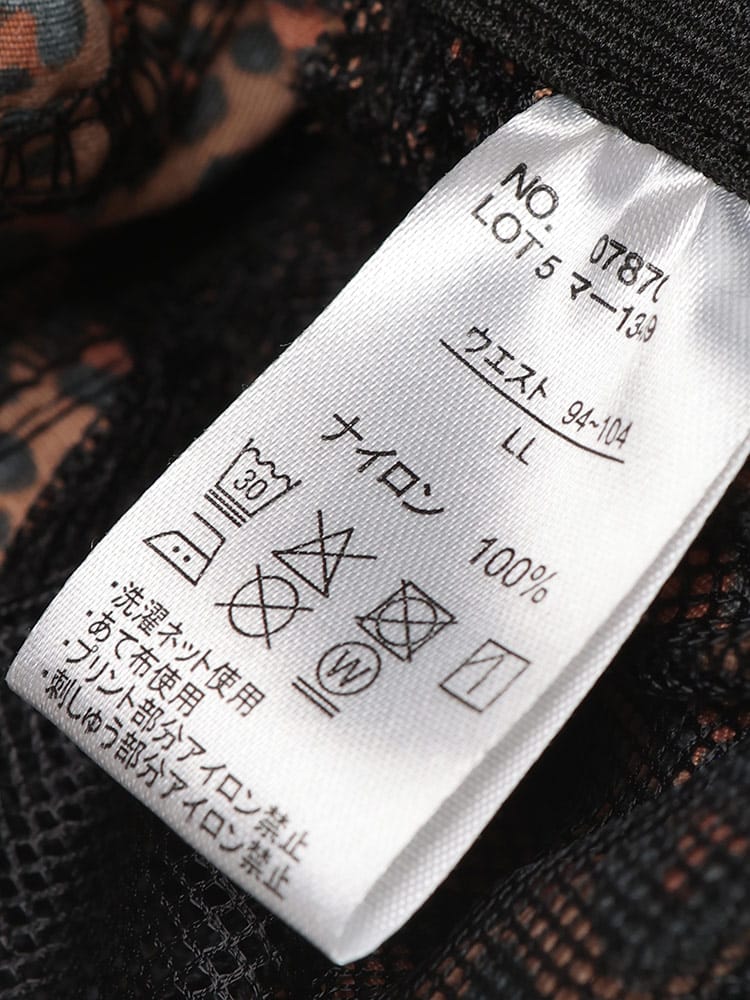 NO. 0787
LOT 5 マー13
ウエスト 94~104
LL
ナイロン 100%
30
W
・洗濯ネット使用
・あて布使用
・プリント部分アイロン禁止
・刺しゅう部分アイロン禁止